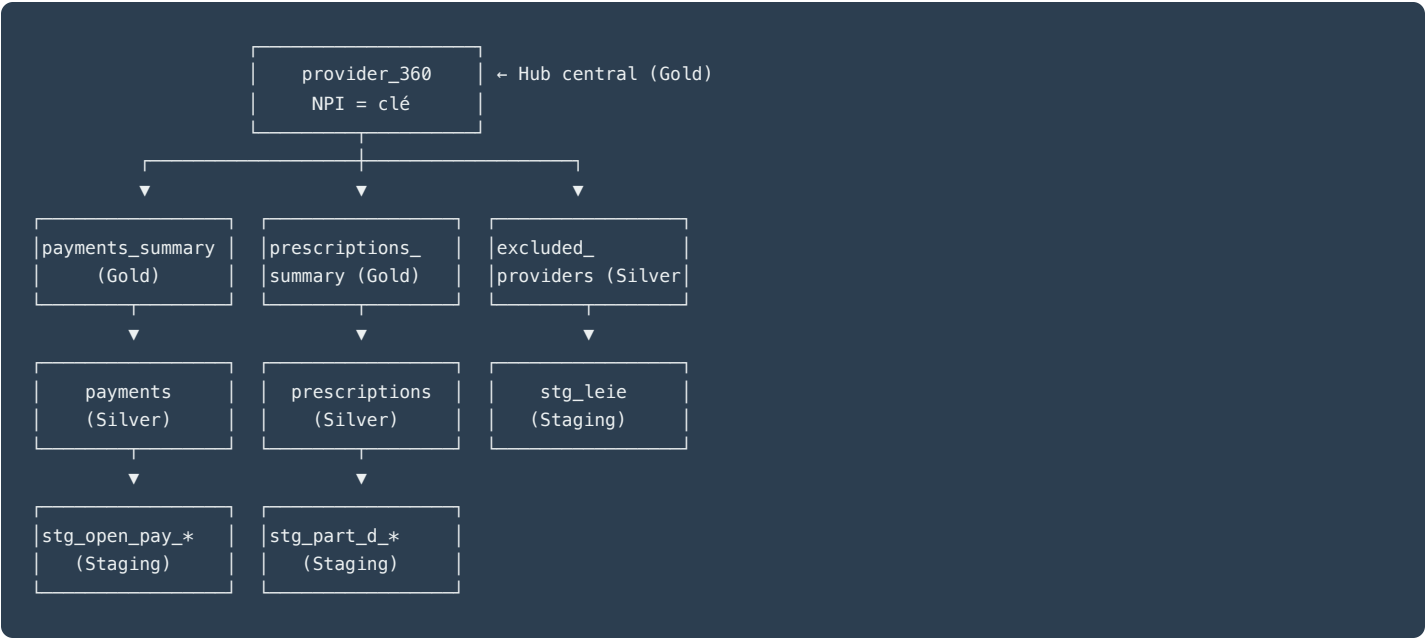 provider_360 ← Hub central (Gold)
NPI = clé
▼ ▼ ▼
payments_summary prescriptions_ excluded_
(Gold) summary (Gold) providers (Silver
▼ ▼ ▼
payments prescriptions stg_leie
(Silver) (Silver) (Staging)
▼ ▼
stg_open_pay_* stg_part_d_*
(Staging) (Staging)